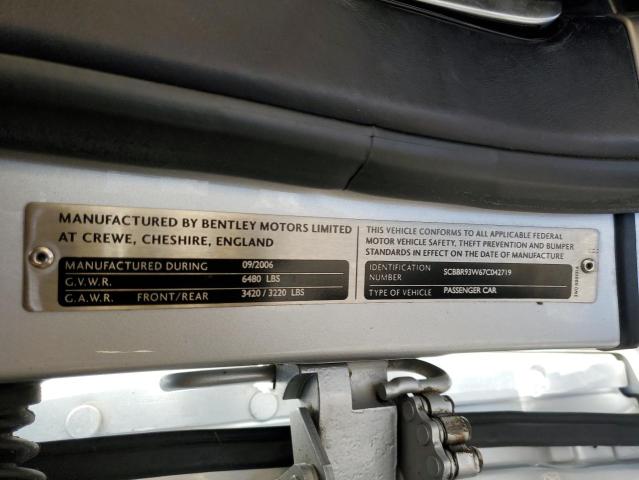 MANUFACTURED BY BENTLEY MOTORS LIMITED
AT CREWE, CHESHIRE, ENGLAND
MANUFACTURED DURING 09/2006
G.V.W.R. 6480 LBS
G.A.W.R. FRONT/REAR 3420 / 3220 LBS
THIS VEHICLE CONFORMS TO ALL APPLICABLE FEDERAL
MOTOR VEHICLE SAFETY, THEFT PREVENTION AND BUMPER
STANDARDS IN EFFECT ON THE DATE OF MANUFACTURE
IDENTIFICATION NUMBER SCBBR93W67C042719
TYPE OF VEHICLE PASSENGER CAR